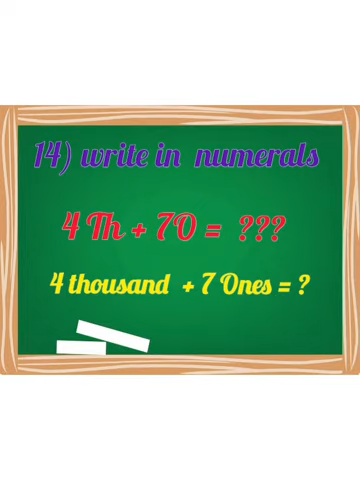 14) write in numerals
4 Th + 7O = ???
4 thousand + 7 Ones = ?